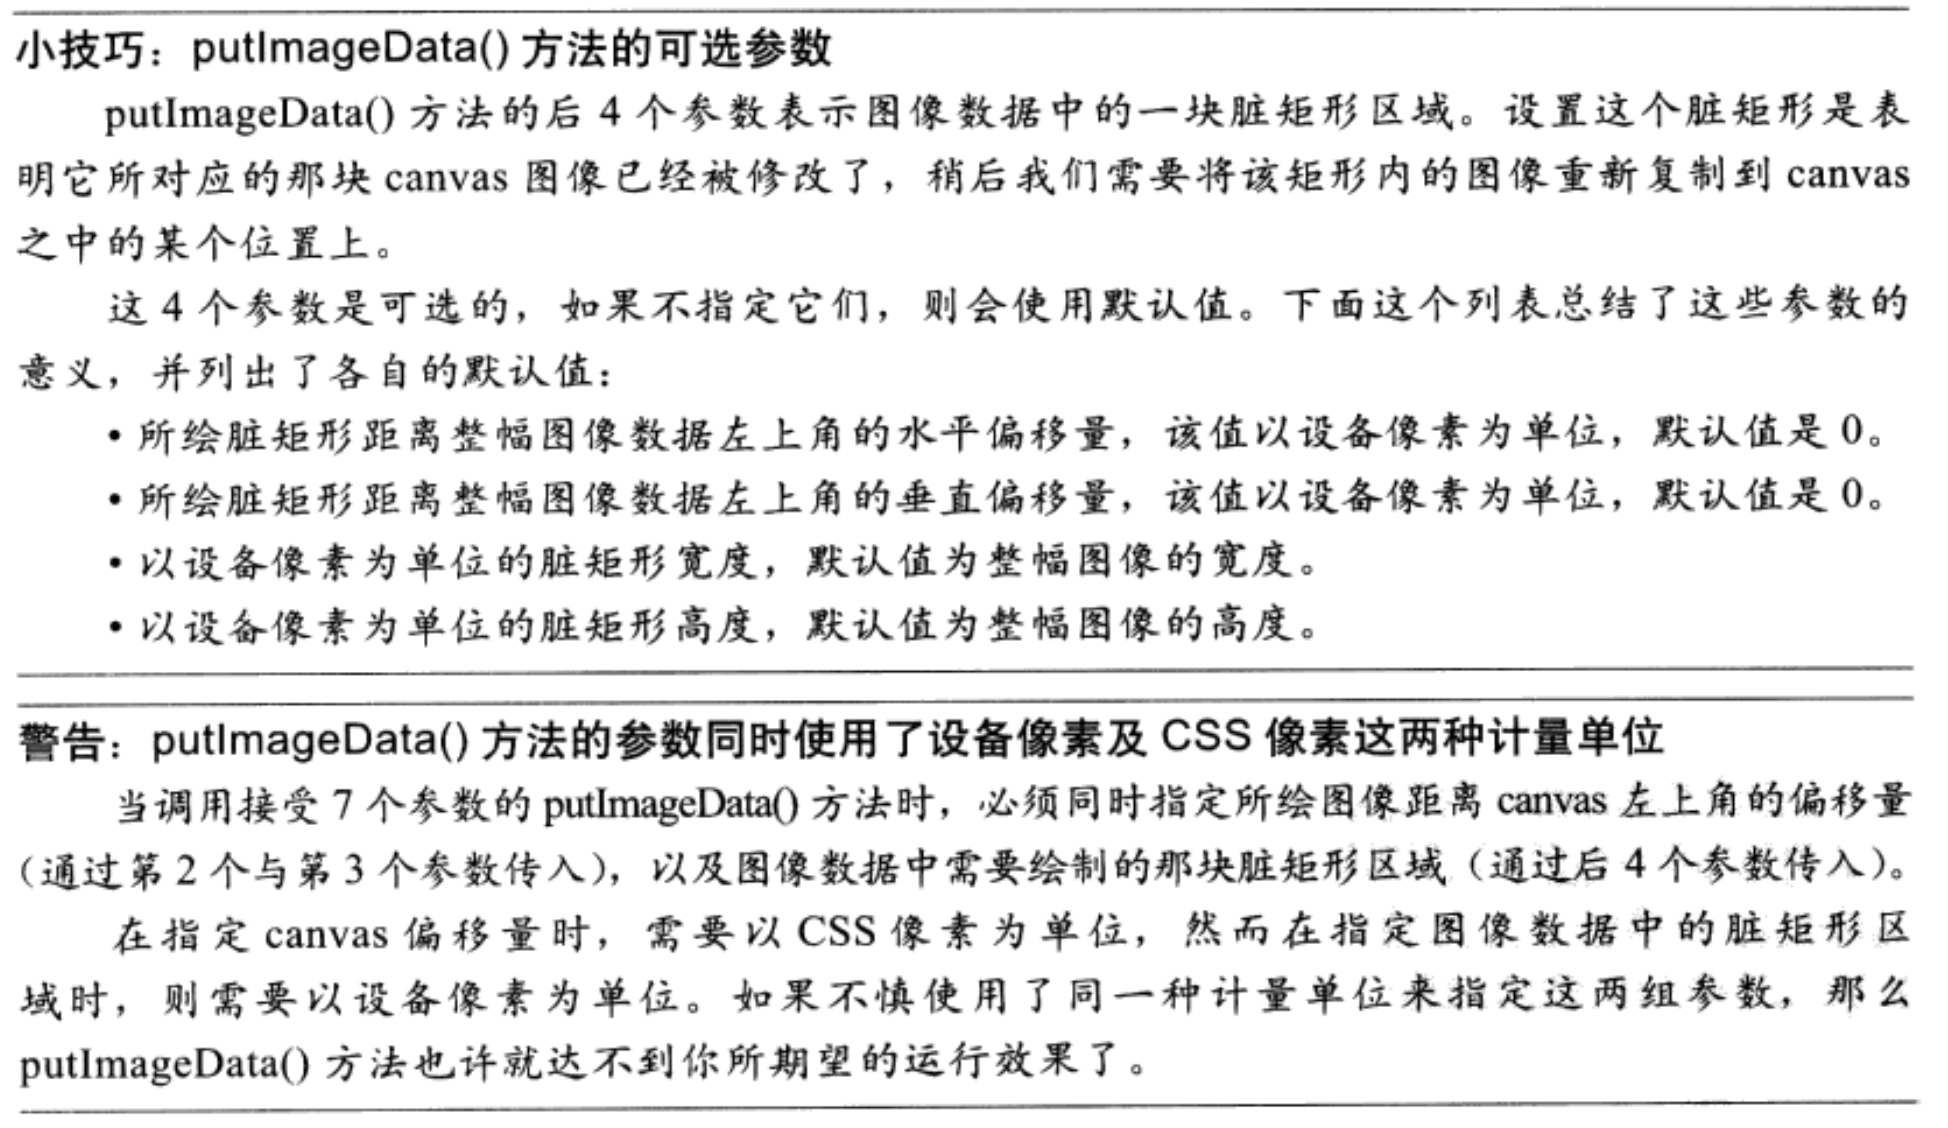 小技巧：putImageData() 方法的可选参数
putImageData() 方法的后 4 个参数表示图像数据中的一块脏矩形区域。设置这个脏矩形是表
明它所对应的那块 canvas 图像已经被修改了，稍后我们需要将该矩形内的图像重新复制到 canvas
之中的某个位置上。
这 4 个参数是可选的，如果不指定它们，则会使用默认值。下面这个列表总结了这些参数的
意义，并列出了各自的默认值：
• 所绘脏矩形距离整幅图像数据左上角的水平偏移量，该值以设备像素为单位，默认值是 0。
• 所绘脏矩形距离整幅图像数据左上角的垂直偏移量，该值以设备像素为单位，默认值是 0。
• 以设备像素为单位的脏矩形宽度，默认值为整幅图像的宽度。
• 以设备像素为单位的脏矩形高度，默认值为整幅图像的高度。
警告：putImageData() 方法的参数同时使用了设备像素及 CSS 像素这两种计量单位
当调用接受 7 个参数的 putImageData() 方法时，必须同时指定所绘图像距离 canvas 左上角的偏移量
（通过第 2 个与第 3 个参数传入），以及图像数据中需要绘制的那块脏矩形区域（通过后 4 个参数传入）。
在指定 canvas 偏移量时，需要以 CSS 像素为单位，然而在指定图像数据中的脏矩形区
域时，则需要以设备像素为单位。如果不慎使用了同一种计量单位来指定这两组参数，那么
putImageData() 方法也许就达不到你所期望的运行效果了。